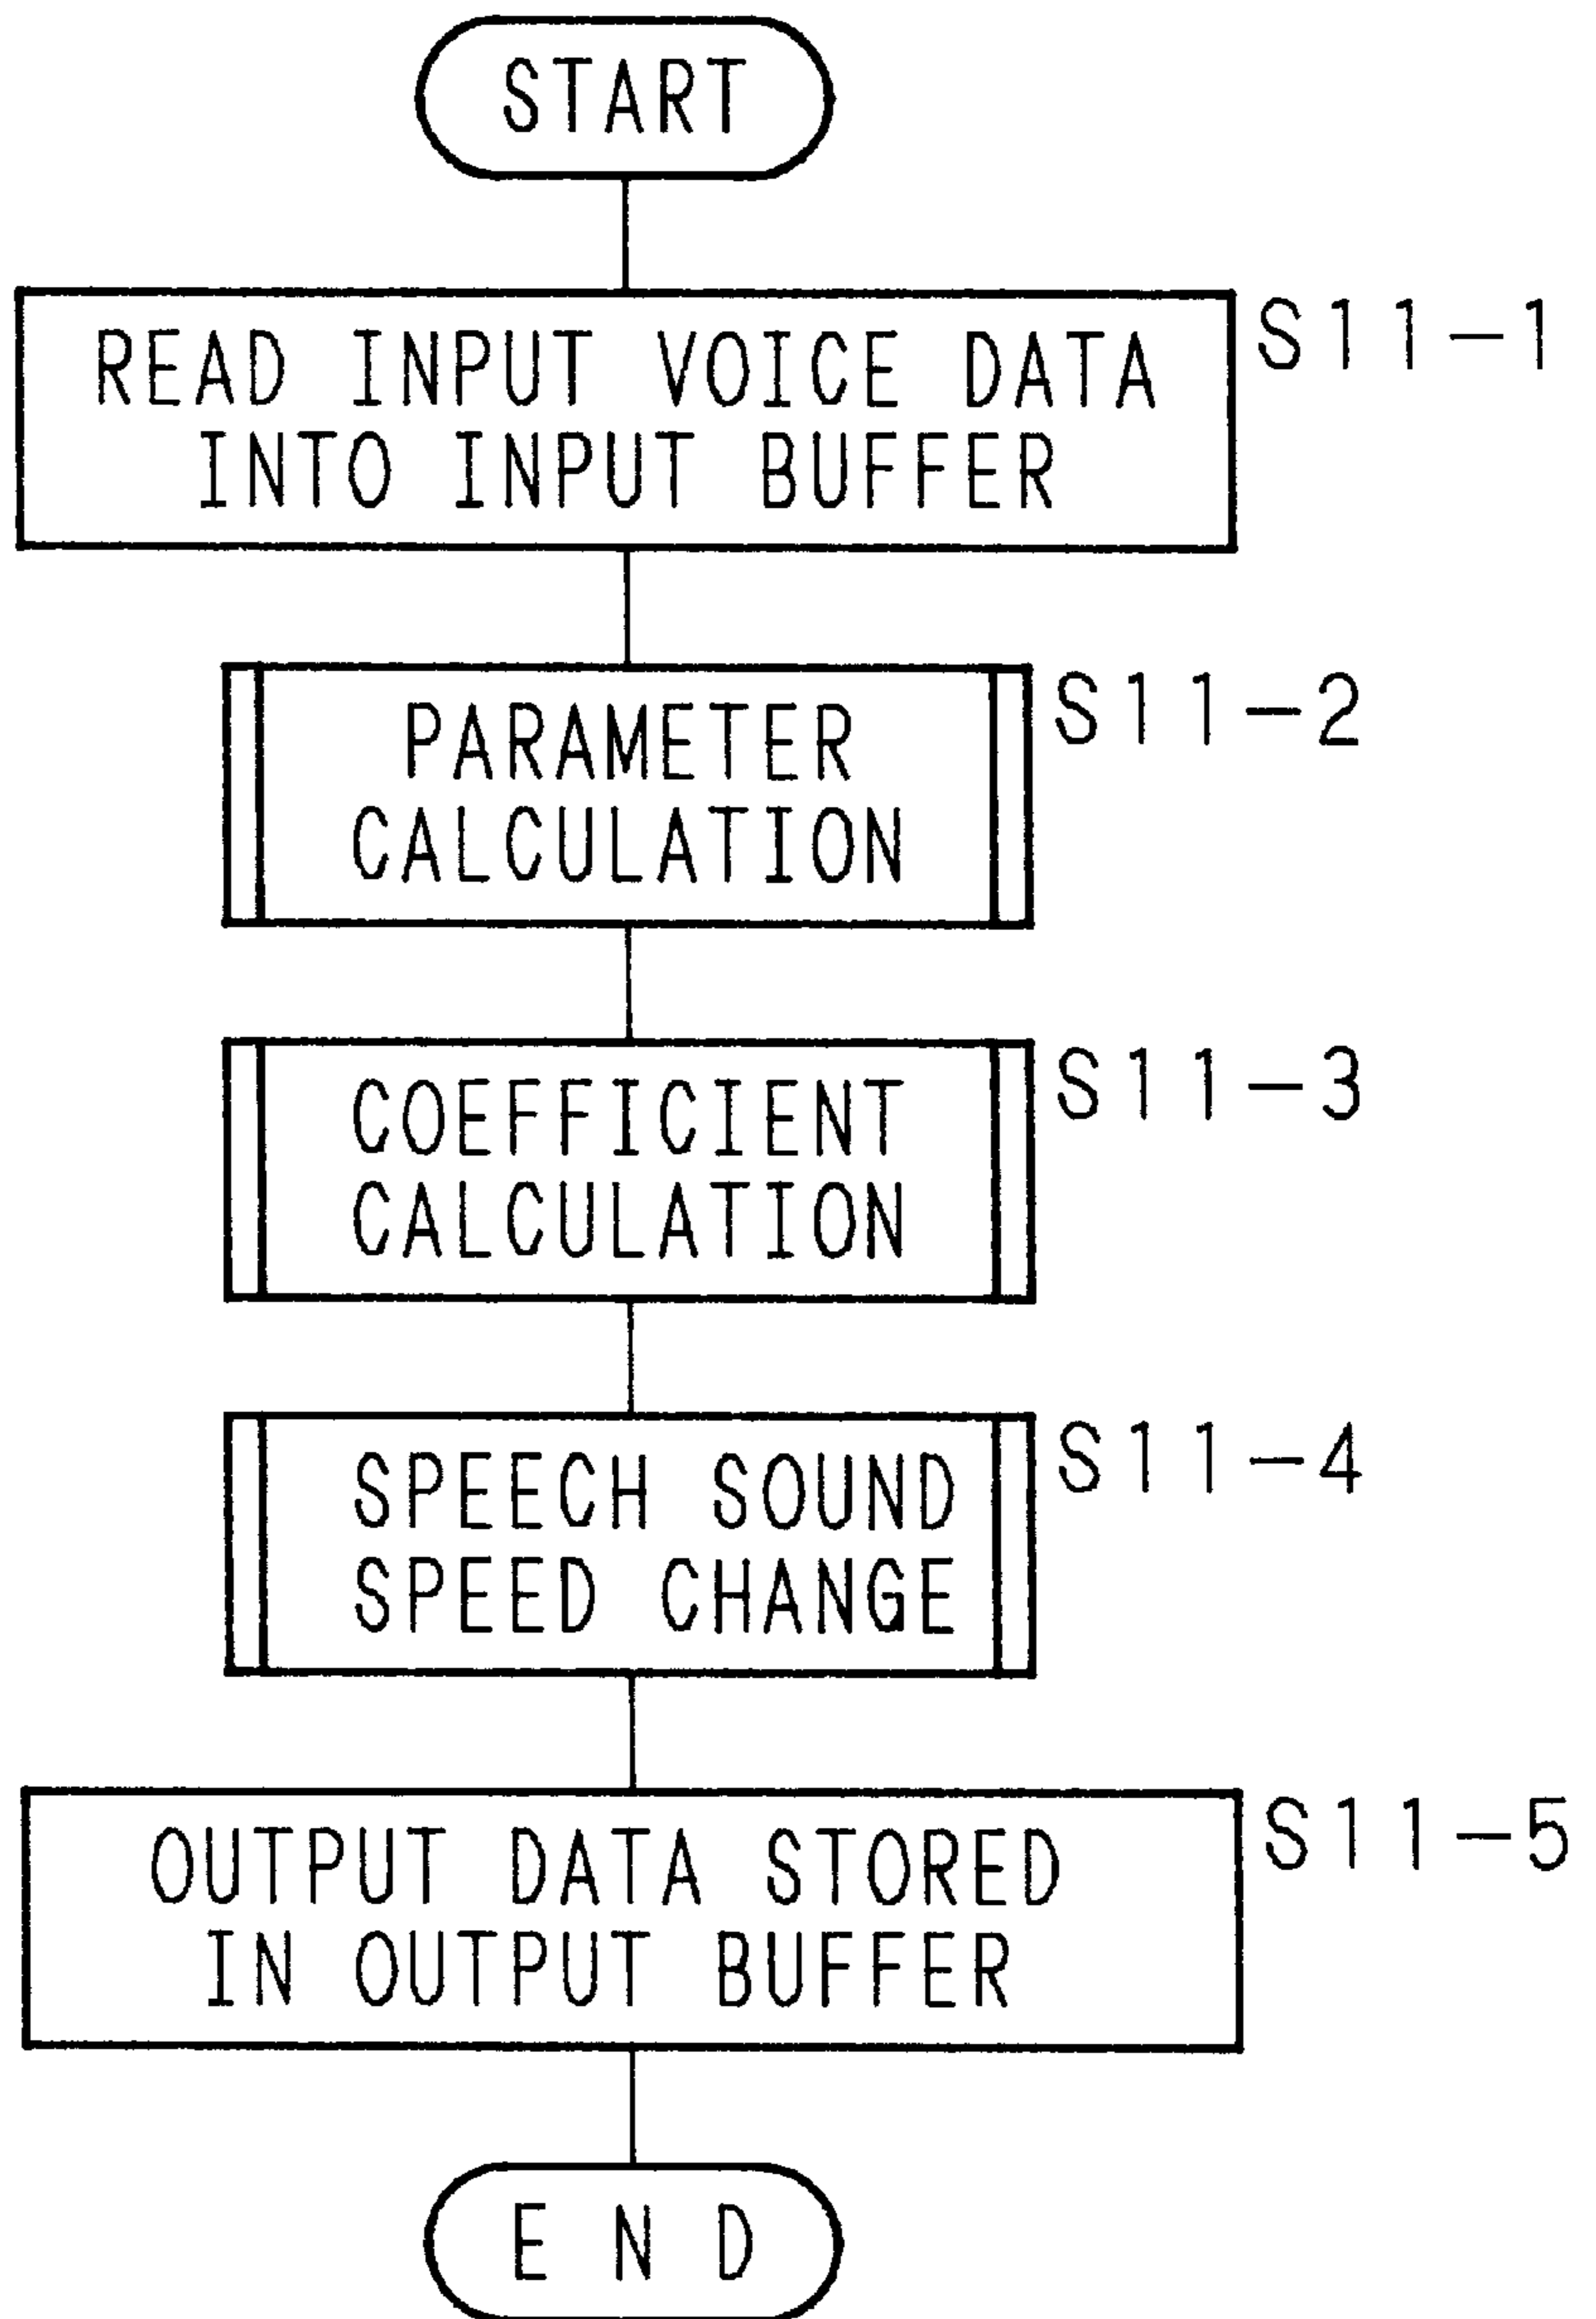 START
READ INPUT VOICE DATA S11-1
INTO INPUT BUFFER
PARAMETER S11-2
CALCULATION
COEFFICIENT S11-3
CALCULATION
SPEECH SOUND S11-4
SPEED CHANGE
OUTPUT DATA STORED S11-5
IN OUTPUT BUFFER
END